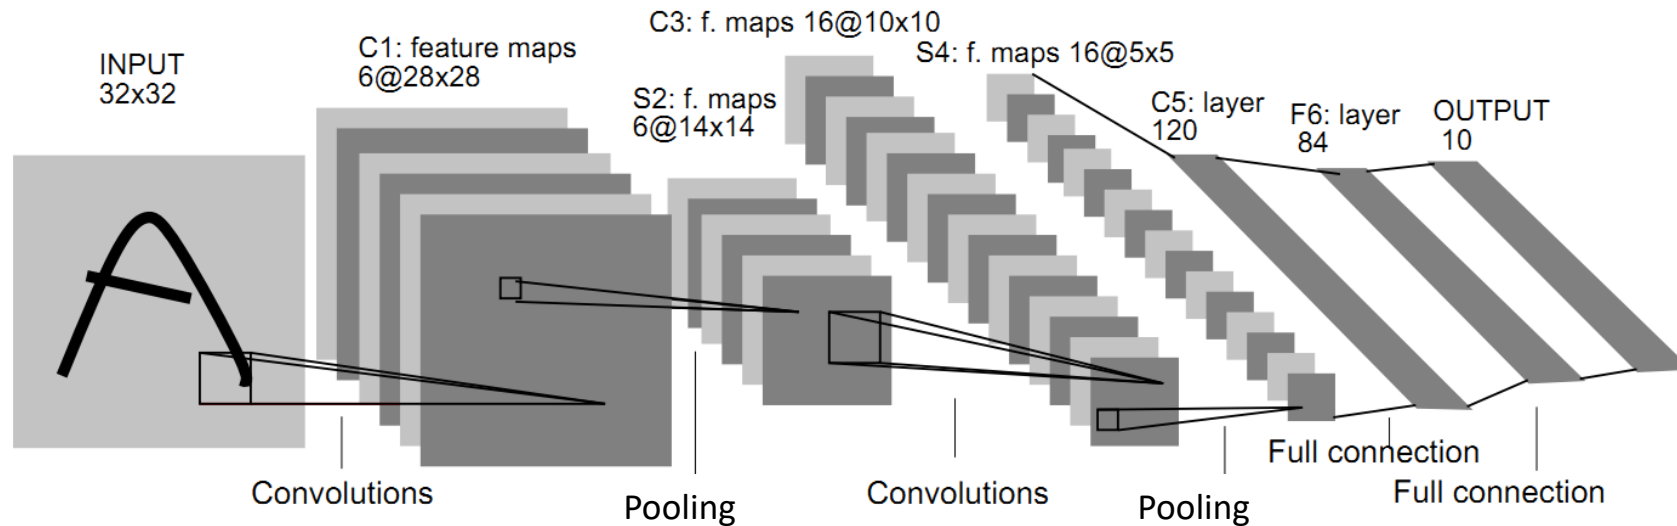 INPUT
32x32
C1: feature maps
6@28x28
S2: f. maps
6@14x14
C3: f. maps 16@10x10
S4: f. maps 16@5x5
C5: layer
120
F6: layer
84
OUTPUT
10
Convolutions
Pooling
Convolutions
Pooling
Full connection
Full connection